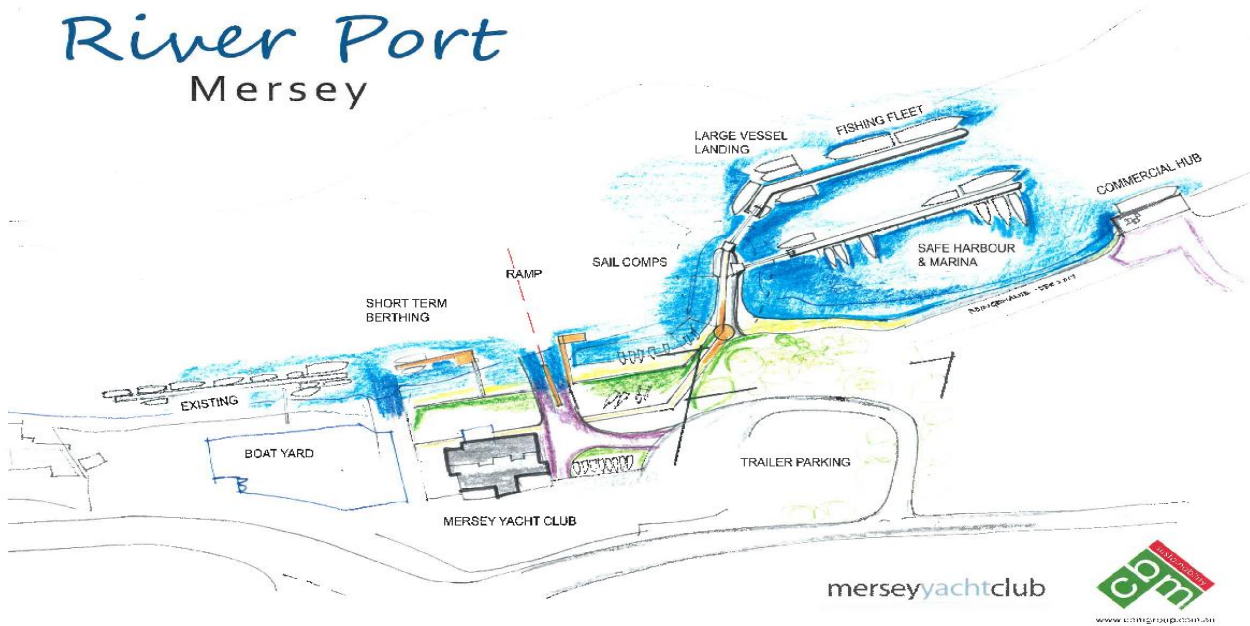 River Port
Mersey
LARGE VESSEL
LANDING
FISHING FLEET
COMMERCIAL HUB
SAIL COMPS
SAFE HARBOUR
& MARINA
RAMP
SHORT TERM
BERTHING
EXISTING
BOAT YARD
TRAILER PARKING
MERSEY YACHT CLUB
merseyyachtclub
sustainability
cbm